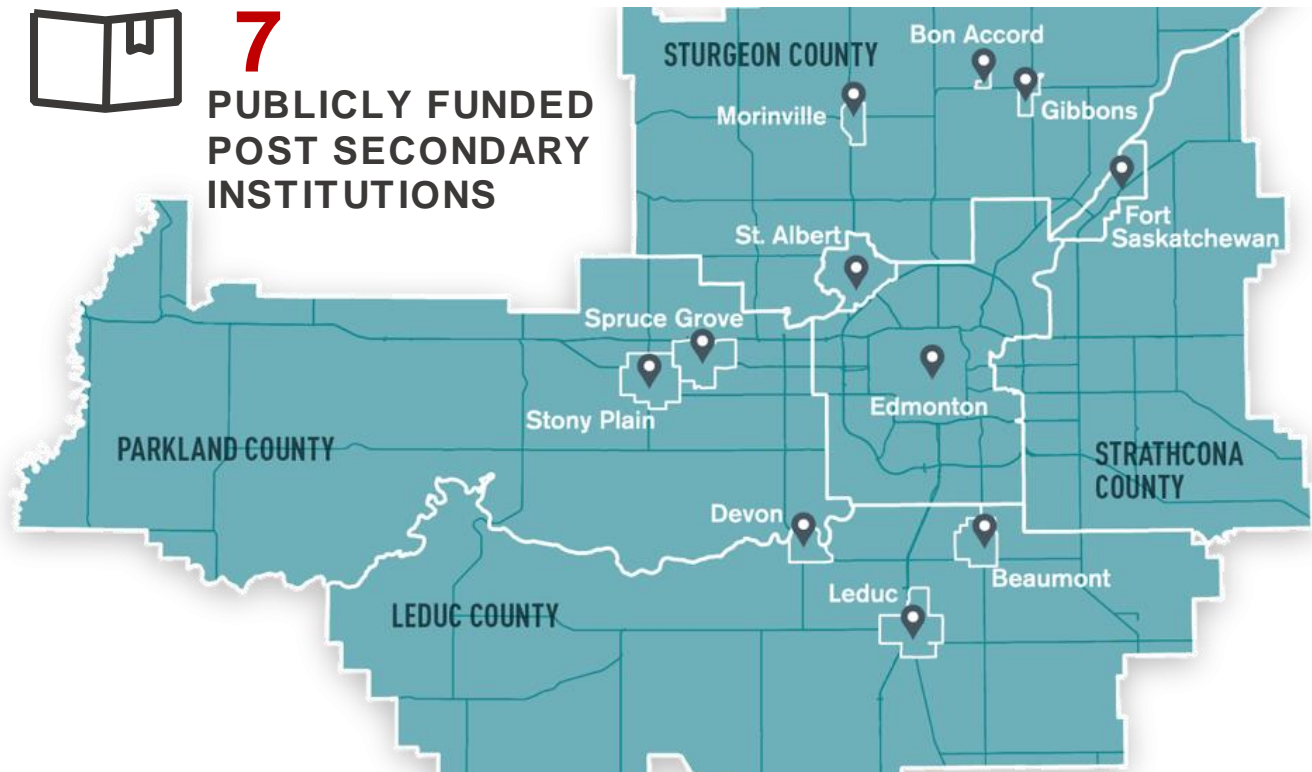 7
PUBLICLY FUNDED
POST SECONDARY
INSTITUTIONS
STURGEON COUNTY
Bon Accord
Morinville
Gibbons
Fort
Saskatchewan
St. Albert
Spruce Grove
Stony Plain
Edmonton
PARKLAND COUNTY
STRATHCONA
COUNTY
Devon
Beaumont
Leduc
LEDUC COUNTY